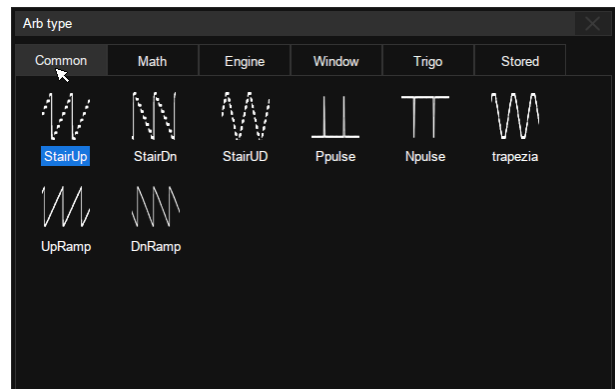 Arb type
Common Math Engine Window Trigo Stored
StairUp StairDn StairUD Ppulse Npulse trapezia
UpRamp DnRamp